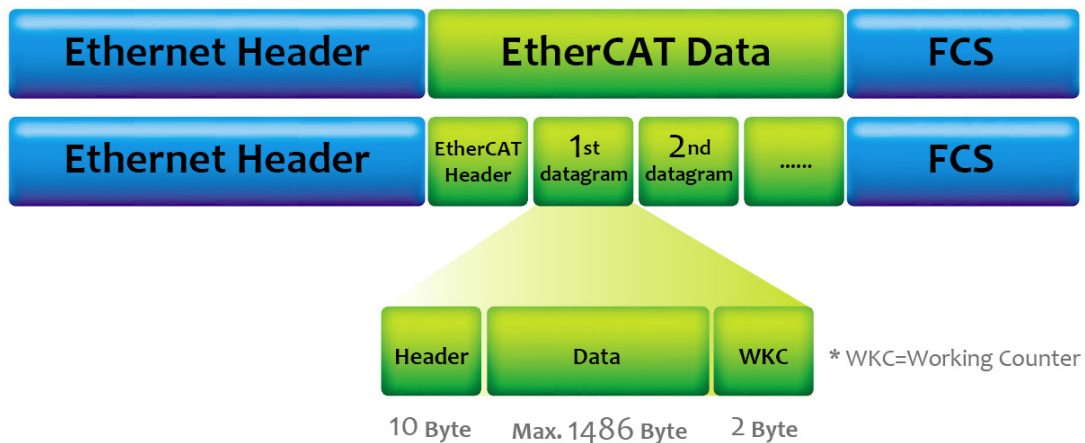 Ethernet Header EtherCAT Data FCS
Ethernet Header EtherCAT Header 1st datagram 2nd datagram ...... FCS
Header Data WKC * WKC=Working Counter
10 Byte Max. 1486 Byte 2 Byte